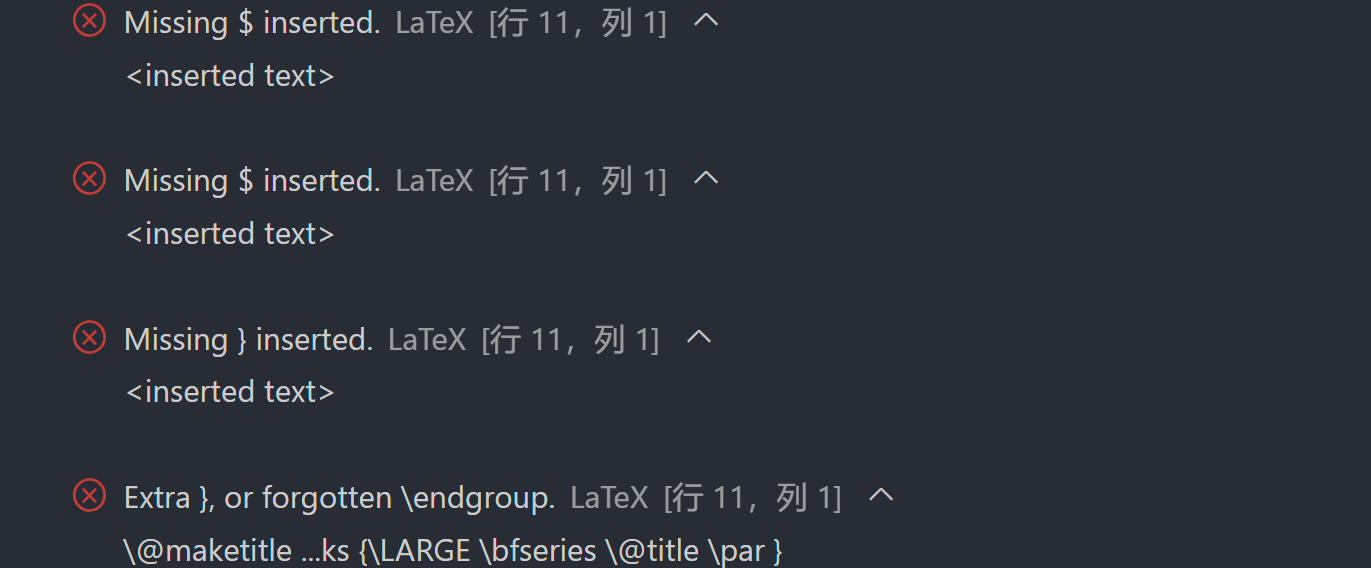 Missing $ inserted. LaTeX [行 11，列 1]
<inserted text>
Missing $ inserted. LaTeX [行 11，列 1]
<inserted text>
Missing } inserted. LaTeX [行 11，列 1]
<inserted text>
Extra }, or forgotten \endgroup. LaTeX [行 11，列 1]
\@maketitle ...ks {\LARGE \bfseries \@title \par }